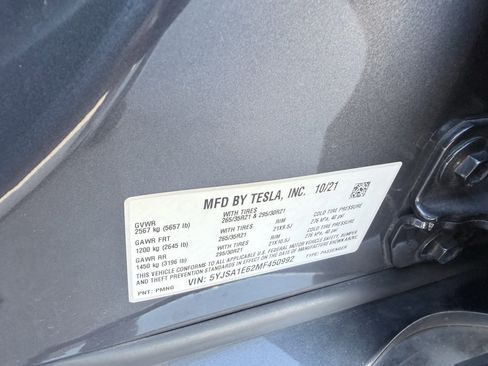 MFD BY TESLA, INC. 10/21
GVWR WITH TIRES RIM COLD TIRE PRESSURE
2567 kg (5657 lb) 265/35R21 & 295/30R21
GAWR FRT WITH TIRES RIM COLD TIRE PRESSURE
1200 kg (2645 lb) 265/35R21 21X9.5J
GAWR RR WITH TIRES RIM COLD TIRE PRESSURE
1450 kg (3196 lb) 295/30R21 21X10.5J
THIS VEHICLE CONFORMS TO ALL APPLICABLE U.S. FEDERAL MOTOR VEHICLE SAFETY, BUMPER,
AND THEFT PREVENTION STANDARDS IN EFFECT ON THE DATE OF MANUFACTURE SHOWN ABOVE.
PNT: PMNG VIN: 5YJSA1E62MF450992 TYPE: PASSENGER